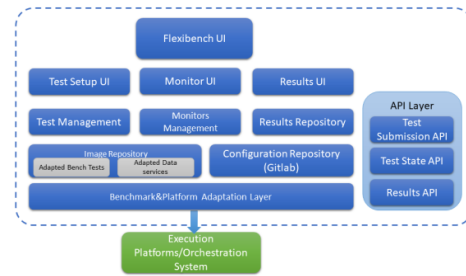 Flexibench UI
Test Setup UI
Monitor UI
Results UI
Test Management
Monitors
Management
Results Repository
Image Repository
Adapted Bench Tests
Adapted Data
services
Configuration Repository
(Gitlab)
Benchmark&Platform Adaptation Layer
Execution
Platforms/Orchestration
System
API Layer
Test
Submission API
Test State API
Results API